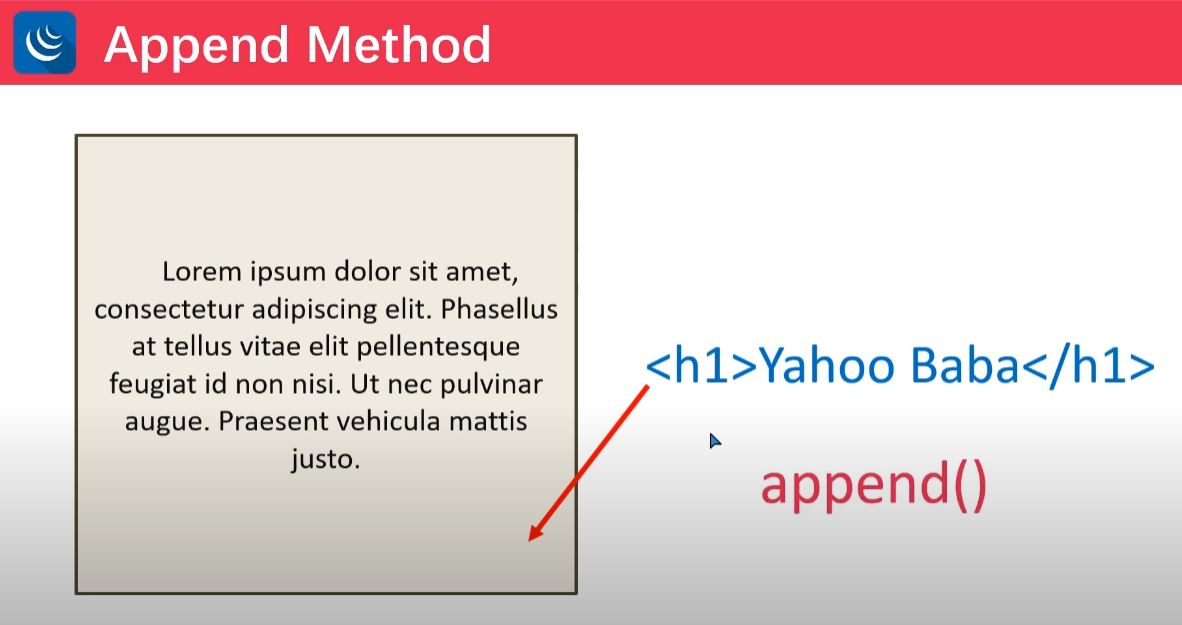 Append Method
Lorem ipsum dolor sit amet,
consectetur adipiscing elit. Phasellus
at tellus vitae elit pellentesque
feugiat id non nisi. Ut nec pulvinar
augue. Praesent vehicula mattis
justo.
<h1>Yahoo Baba</h1>
append()